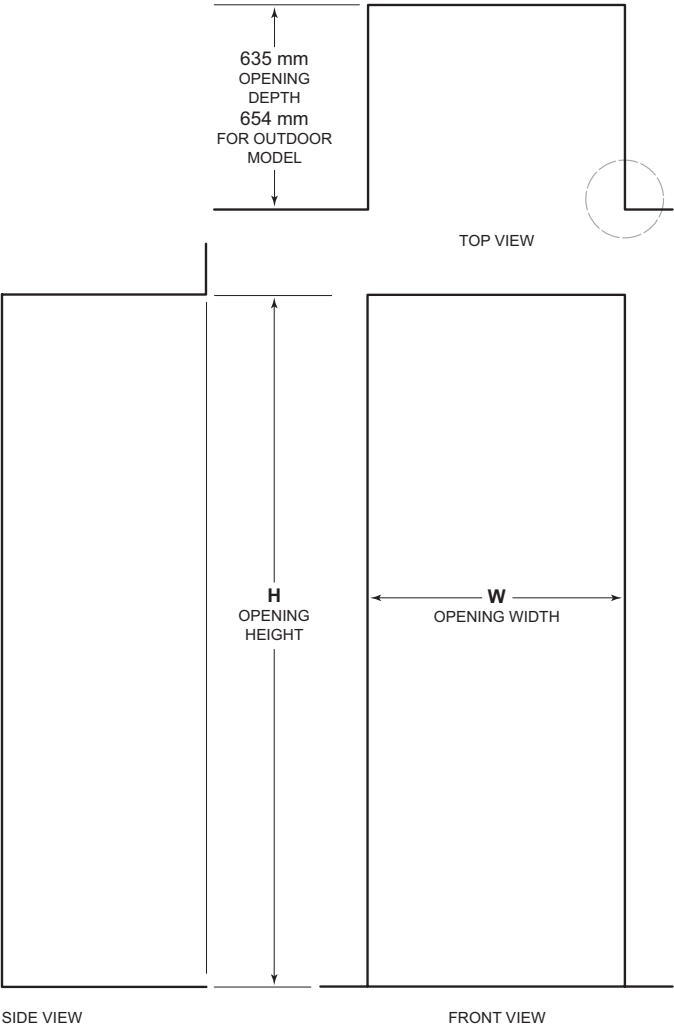 635 mm
OPENING
DEPTH
654 mm
FOR OUTDOOR
MODEL
TOP VIEW
H
OPENING
HEIGHT
W
OPENING WIDTH
SIDE VIEW
FRONT VIEW